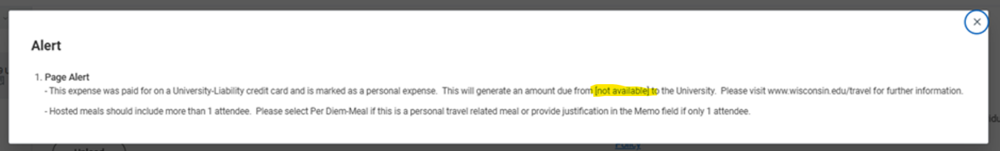 Alert
1. Page Alert
- This expense was paid for on a University-Liability credit card and is marked as a personal expense.  This will generate an amount due from [not available] to the University.  Please visit www.wisconsin.edu/travel for further information.
- Hosted meals should include more than 1 attendee.  Please select Per Diem-Meal if this is a personal travel related meal or provide justification in the Memo field if only 1 attendee.
Policy